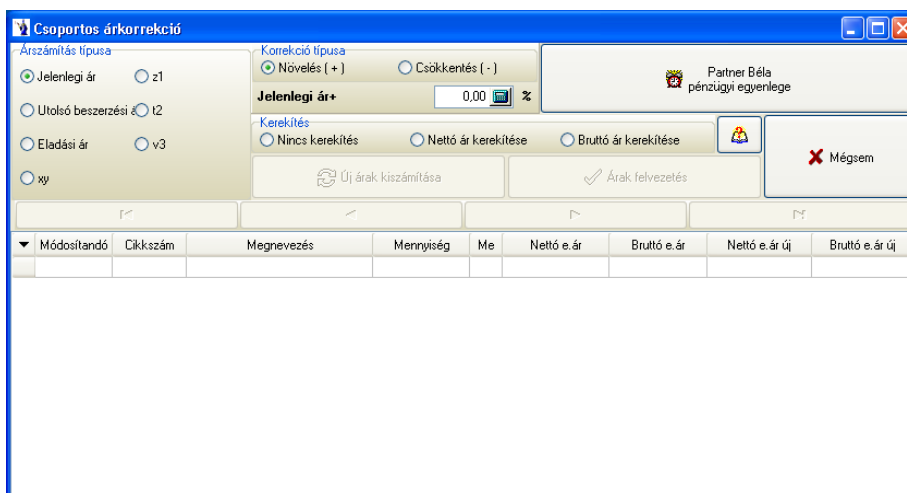 Csoportos árkorrekció
Árszámítás típusa
Jelenlegi ár
z1
Utolsó beszerzési á
t2
Eladási ár
v3
xy
Korrekció típusa
Növelés ( + )
Csökkentés ( - )
Jelenlegi ár+
0,00
%
Kerekítés
Nincs kerekítés
Nettó ár kerekítése
Bruttó ár kerekítése
Új árak kiszámítása
Árak felvezetés
Partner Béla
pénzügyi egyenlege
Mégsem
Módosítandó Cikkszám Megnevezés Mennyiség Me Nettó e.ár Bruttó e.ár Nettó e.ár új Bruttó e.ár új